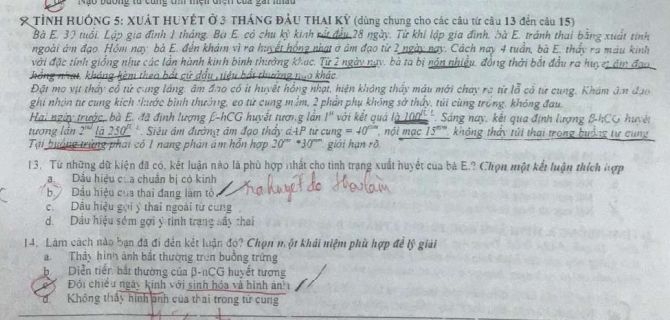 Nạo buồng tử cung
TÌNH HUỐNG 5: XUẤT HUYẾT Ở 3 THÁNG ĐẦU THAI KỲ (dùng chung cho các câu từ câu 13 đến câu 15)
Bà E. tuổi. Lập gia đình 1 tháng. Bà E. có chu kỳ kinh rất đều 28 ngày. Từ khi lập gia đình, bà E. tránh thai bằng xuất tinh
ngoài âm đạo. Hôm nay, bà E. đến khám vì ra huyết hồng nhạt ở âm đạo từ 2 ngày nay. Cách nay 4 tuần, bà E. thấy ra máu kinh
với đặc tính giống như các lần hành kinh bình thường khác. Từ 2 ngày nay, bà ta bị nôn nhiều, đồng thời bắt đầu ra huyết âm đạo
hồng nhạt, không kèm theo bất cứ dấu hiệu bất thường nào khác.
Đặt mỏ vịt thấy cổ tử cung láng, âm đạo có ít huyết hồng nhạt, hiện không thấy máu mới chảy ra từ lỗ cổ tử cung. Khám âm đạo
ghi nhận tử cung kích thước bình thường, eo tử cung mềm, 2 phần phụ không sờ thấy, túi cùng trống, không đau.
Hai ngày trước, bà E. đã định lượng β-hCG huyết tương lần 1 với kết quả là 100. Sáng nay, kết quả định lượng β-hCG huyết
tương lần 2 là 250. Siêu âm đường âm đạo thấy dAP tử cung = 40, nội mạc 15, không thấy túi thai trong buồng tử cung.
Tại buồng trứng phải có 1 nang phản âm hỗn hợp 20 *30, giới hạn rõ.
13. Từ những dữ kiện đã có, kết luận nào là phù hợp nhất cho tình trạng xuất huyết của bà E.? Chọn một kết luận thích hợp
a. Dấu hiệu của chuẩn bị có kinh
b. Dấu hiệu của thai đang làm tổ Ra huyết do thai làm
c. Dấu hiệu gợi ý thai ngoài tử cung
d. Dấu hiệu sớm gợi ý tình trạng sẩy thai
14. Làm cách nào bạn đã đi đến kết luận đó? Chọn một khái niệm phù hợp để lý giải
a. Thấy hình ảnh bất thường trên buồng trứng
b. Diễn tiến bất thường của β-hCG huyết tương
c. Đối chiếu ngày kinh với sinh hóa và hình ảnh
d. Không thấy hình ảnh của thai trong tử cung